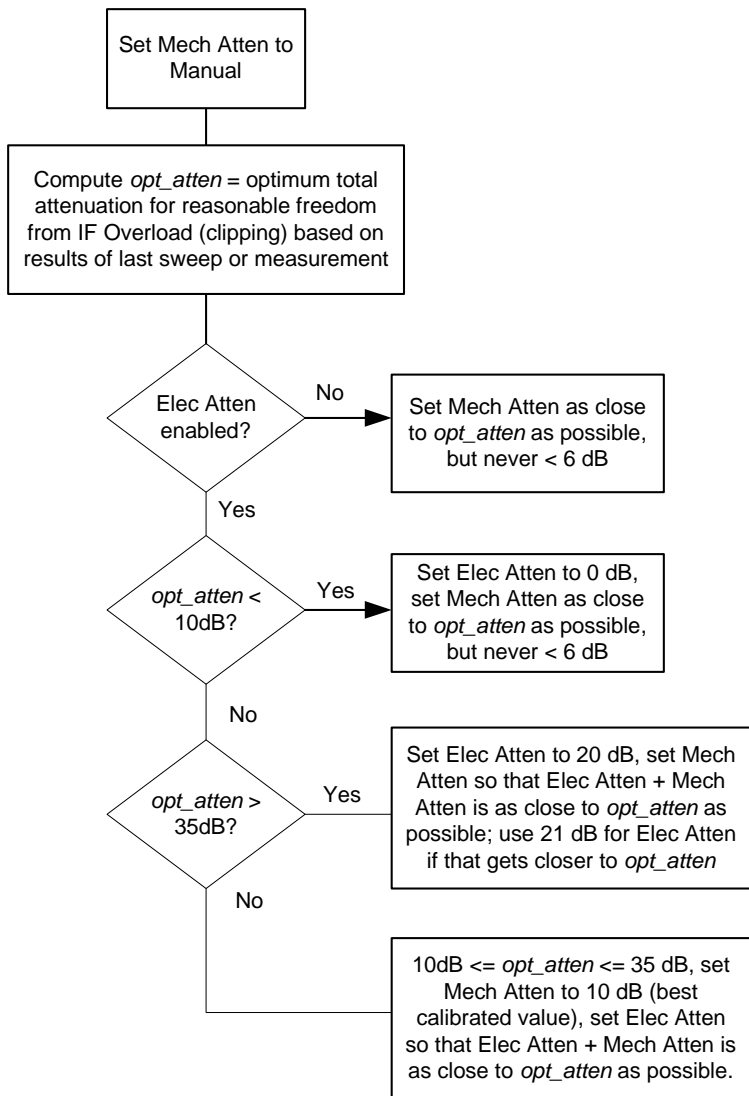 Set Mech Atten to
Manual
Compute opt_atten = optimum total
attenuation for reasonable freedom
from IF Overload (clipping) based on
results of last sweep or measurement
Elec Atten
enabled?
No
Set Mech Atten as close
to opt_atten as possible,
but never < 6 dB
Yes
opt_atten <
10dB?
Yes
Set Elec Atten to 0 dB,
set Mech Atten as close
to opt_atten as possible,
but never < 6 dB
No
opt_atten >
35dB?
Yes
Set Elec Atten to 20 dB, set Mech
Atten so that Elec Atten + Mech
Atten is as close to opt_atten as
possible; use 21 dB for Elec Atten
if that gets closer to opt_atten
No
10dB <= opt_atten <= 35 dB, set
Mech Atten to 10 dB (best
calibrated value), set Elec Atten
so that Elec Atten + Mech Atten is
as close to opt_atten as possible.